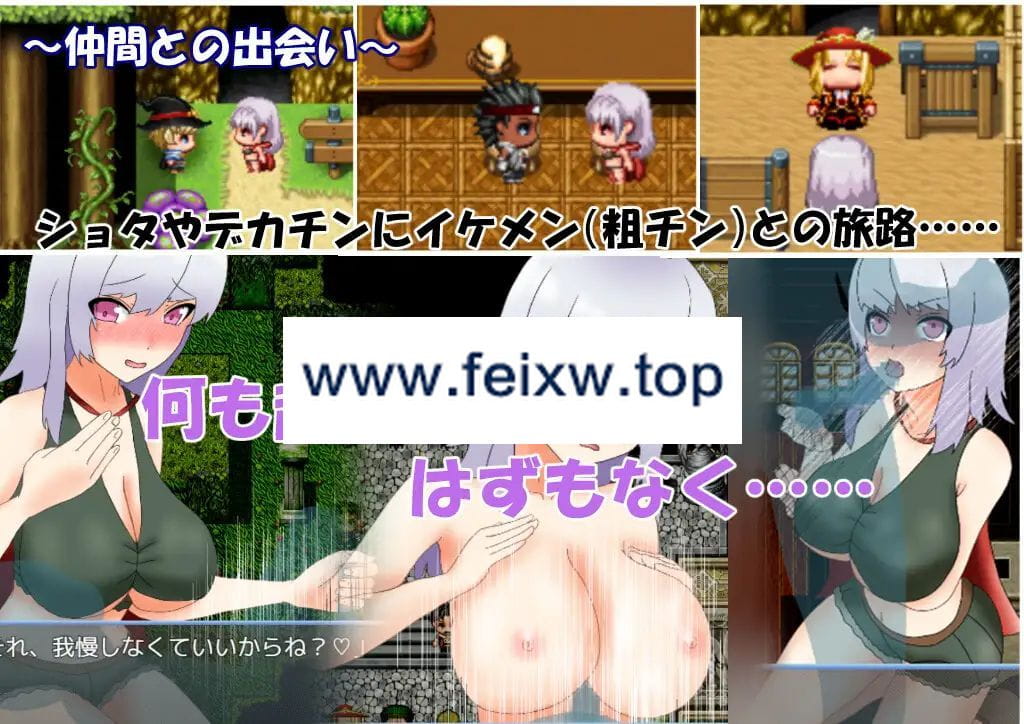 ～仲間との出会い～
ショタやデカチンにイケメン(粗チン)との旅路……
何も
www.feixw.top
はずもなく……
れ、我慢しなくていいからね？♡」